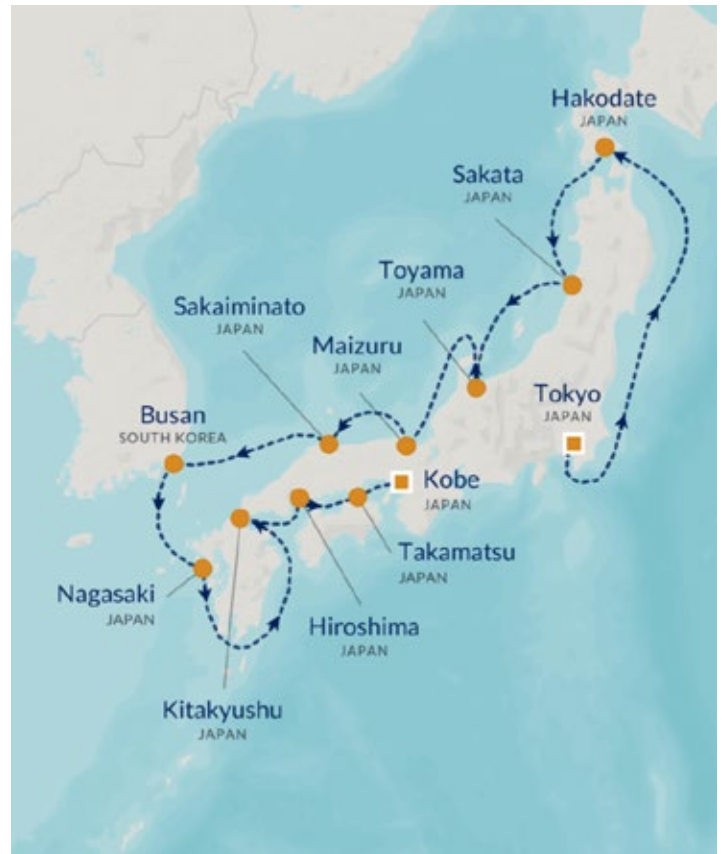 Hakodate
JAPAN
Sakata
JAPAN
Toyama
JAPAN
Sakaiminato
JAPAN
Maizuru
JAPAN
Tokyo
JAPAN
Busan
SOUTH KOREA
Kobe
JAPAN
Takamatsu
JAPAN
Nagasaki
JAPAN
Hiroshima
JAPAN
Kitakyushu
JAPAN